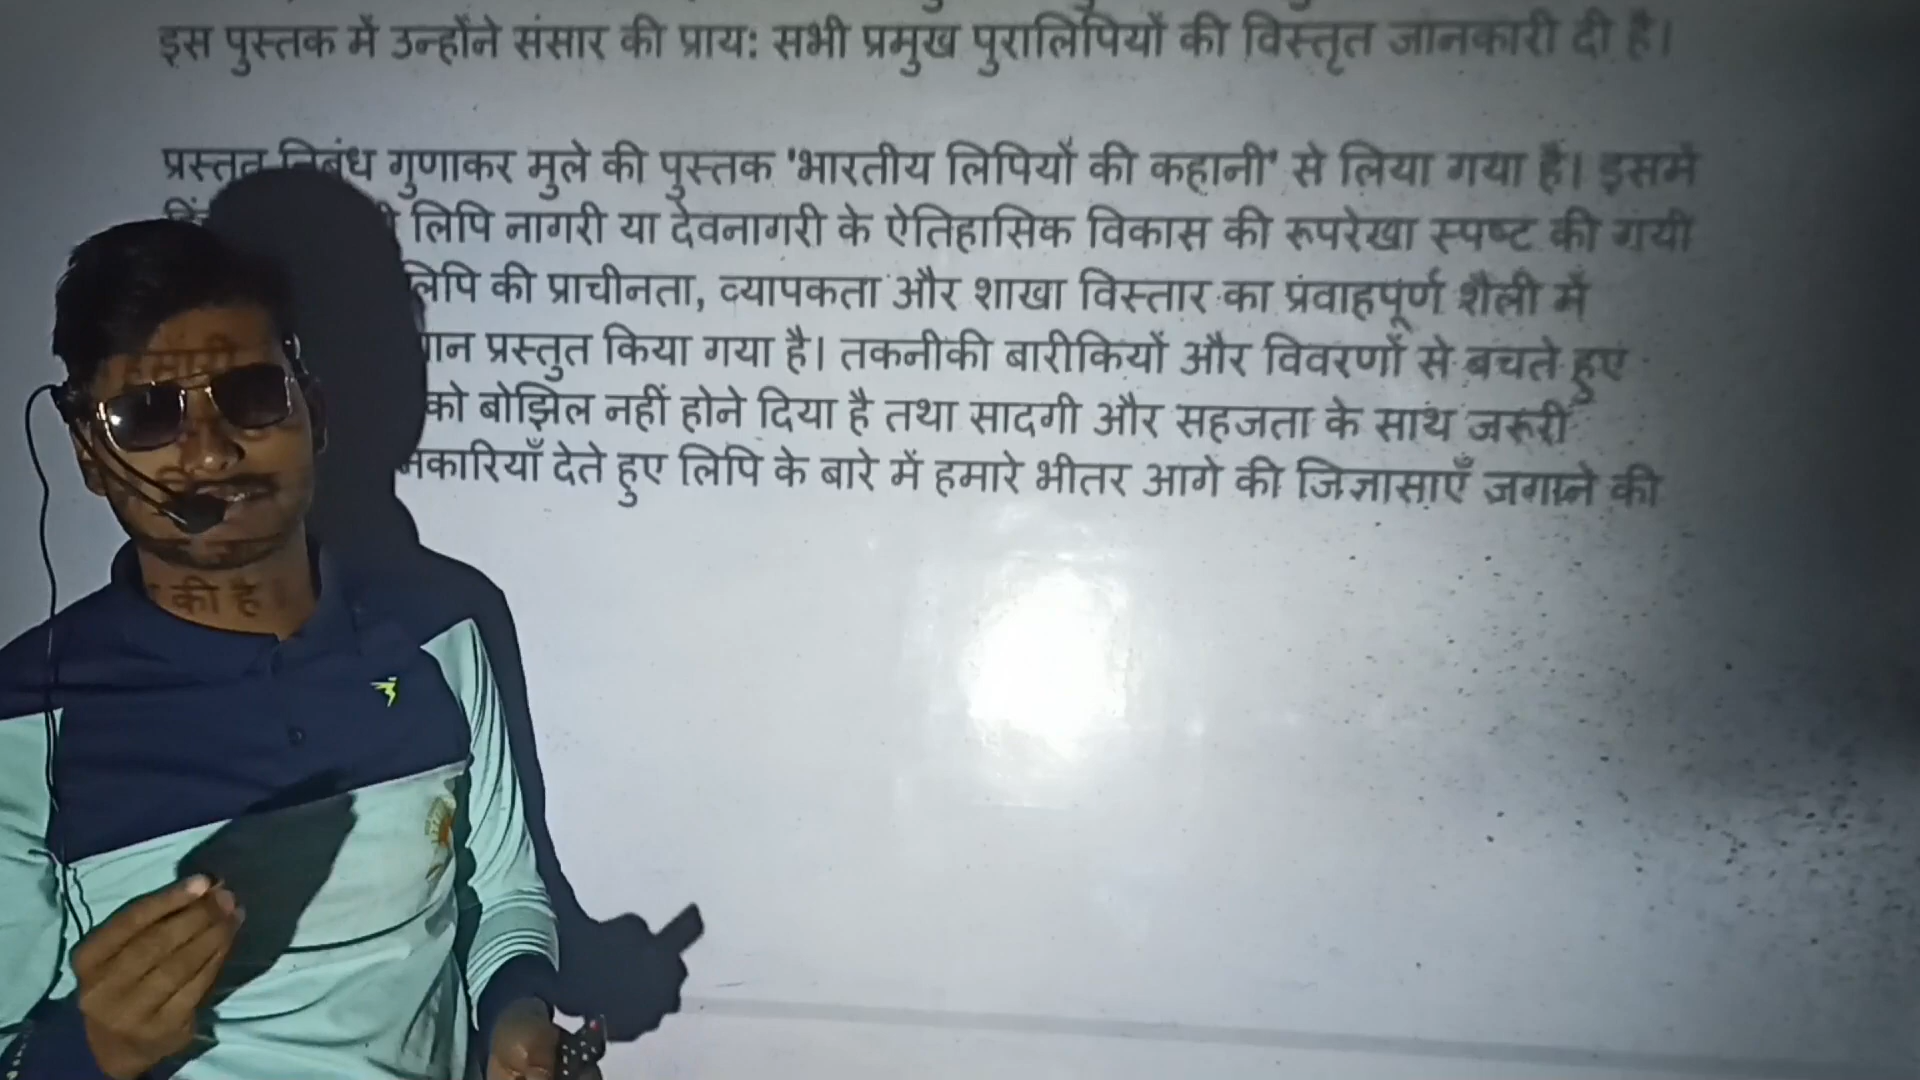 इस पुस्तक में उन्होंने संसार की प्राय: सभी प्रमुख पुरालिपियों की विस्तृत जानकारी दी है।
प्रस्तुत निबंध गुणाकर मुले की पुस्तक 'भारतीय लिपियों की कहानी' से लिया गया है। इसमें
लिपि नागरी या देवनागरी के ऐतिहासिक विकास की रूपरेखा स्पष्ट की गयी
हमारी लिपि की प्राचीनता, व्यापकता और शाखा विस्तार का प्रवाहपूर्ण शैली में
प्रस्तुत किया गया है। तकनीकी बारीकियों और विवरणों से बचते हुए
को बोझिल नहीं होने दिया है तथा सादगी और सहजता के साथ जरूरी
देते हुए लिपि के बारे में हमारे भीतर आगे की जिज्ञासाएँ जगाने की
की है